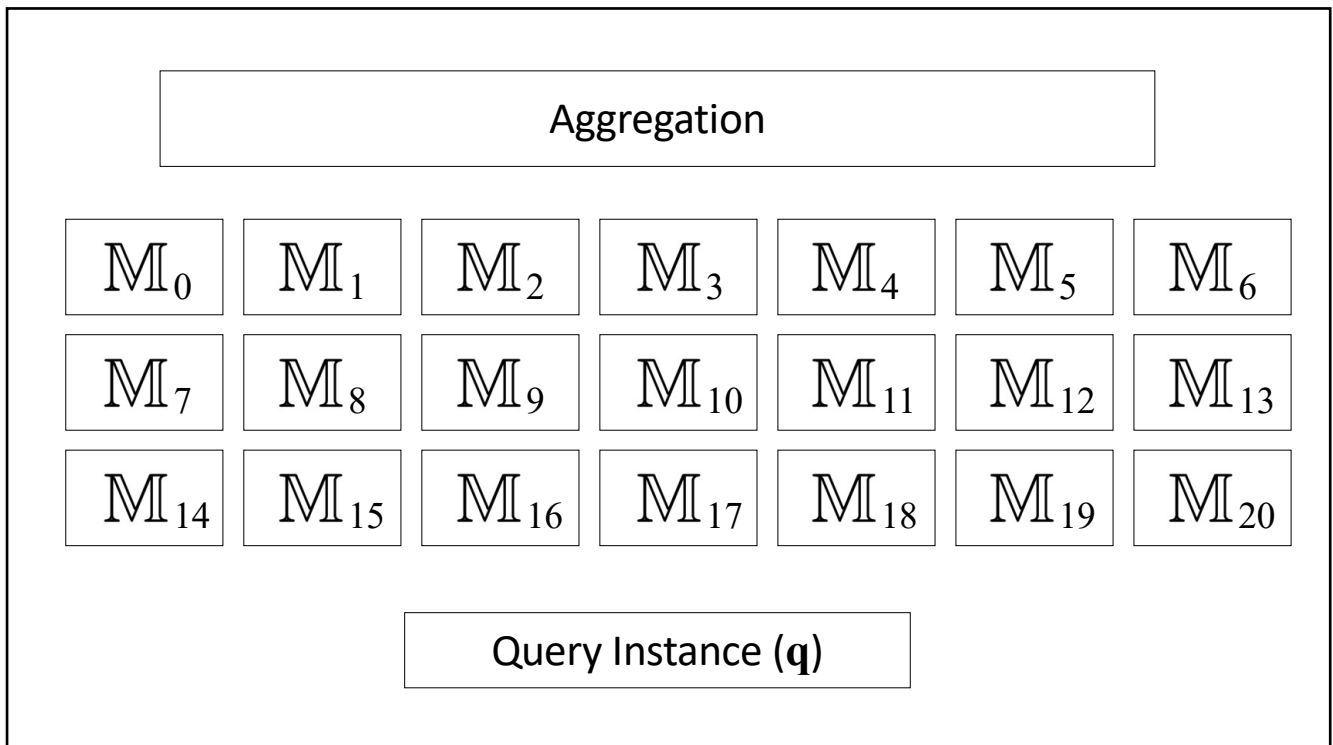 Aggregation
𝕄0 𝕄1 𝕄2 𝕄3 𝕄4 𝕄5 𝕄6
𝕄7 𝕄8 𝕄9 𝕄10 𝕄11 𝕄12 𝕄13
𝕄14 𝕄15 𝕄16 𝕄17 𝕄18 𝕄19 𝕄20
Query Instance (q)